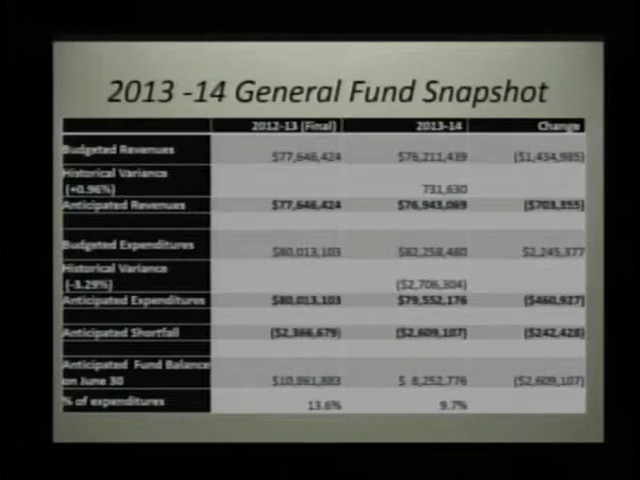 2013 -14 General Fund Snapshot
2012-13 (Final) 2013-14 Change
Budgeted Revenues $77,646,424 $76,211,439 ($1,434,985)
Historical Variance
(+0.96%) 731,630
Anticipated Revenues $77,646,424 $76,943,069 ($703,355)
Budgeted Expenditures $80,013,103 $82,258,480 $2,245,377
Historical Variance
(-3.29%) ($2,706,304)
Anticipated Expenditures $80,013,103 $79,552,176 ($460,927)
Anticipated Shortfall ($2,366,679) ($2,609,107) ($242,428)
Anticipated Fund Balance
on June 30 $10,861,883 $ 8,252,776 ($2,609,107)
% of expenditures 13.6% 9.7%